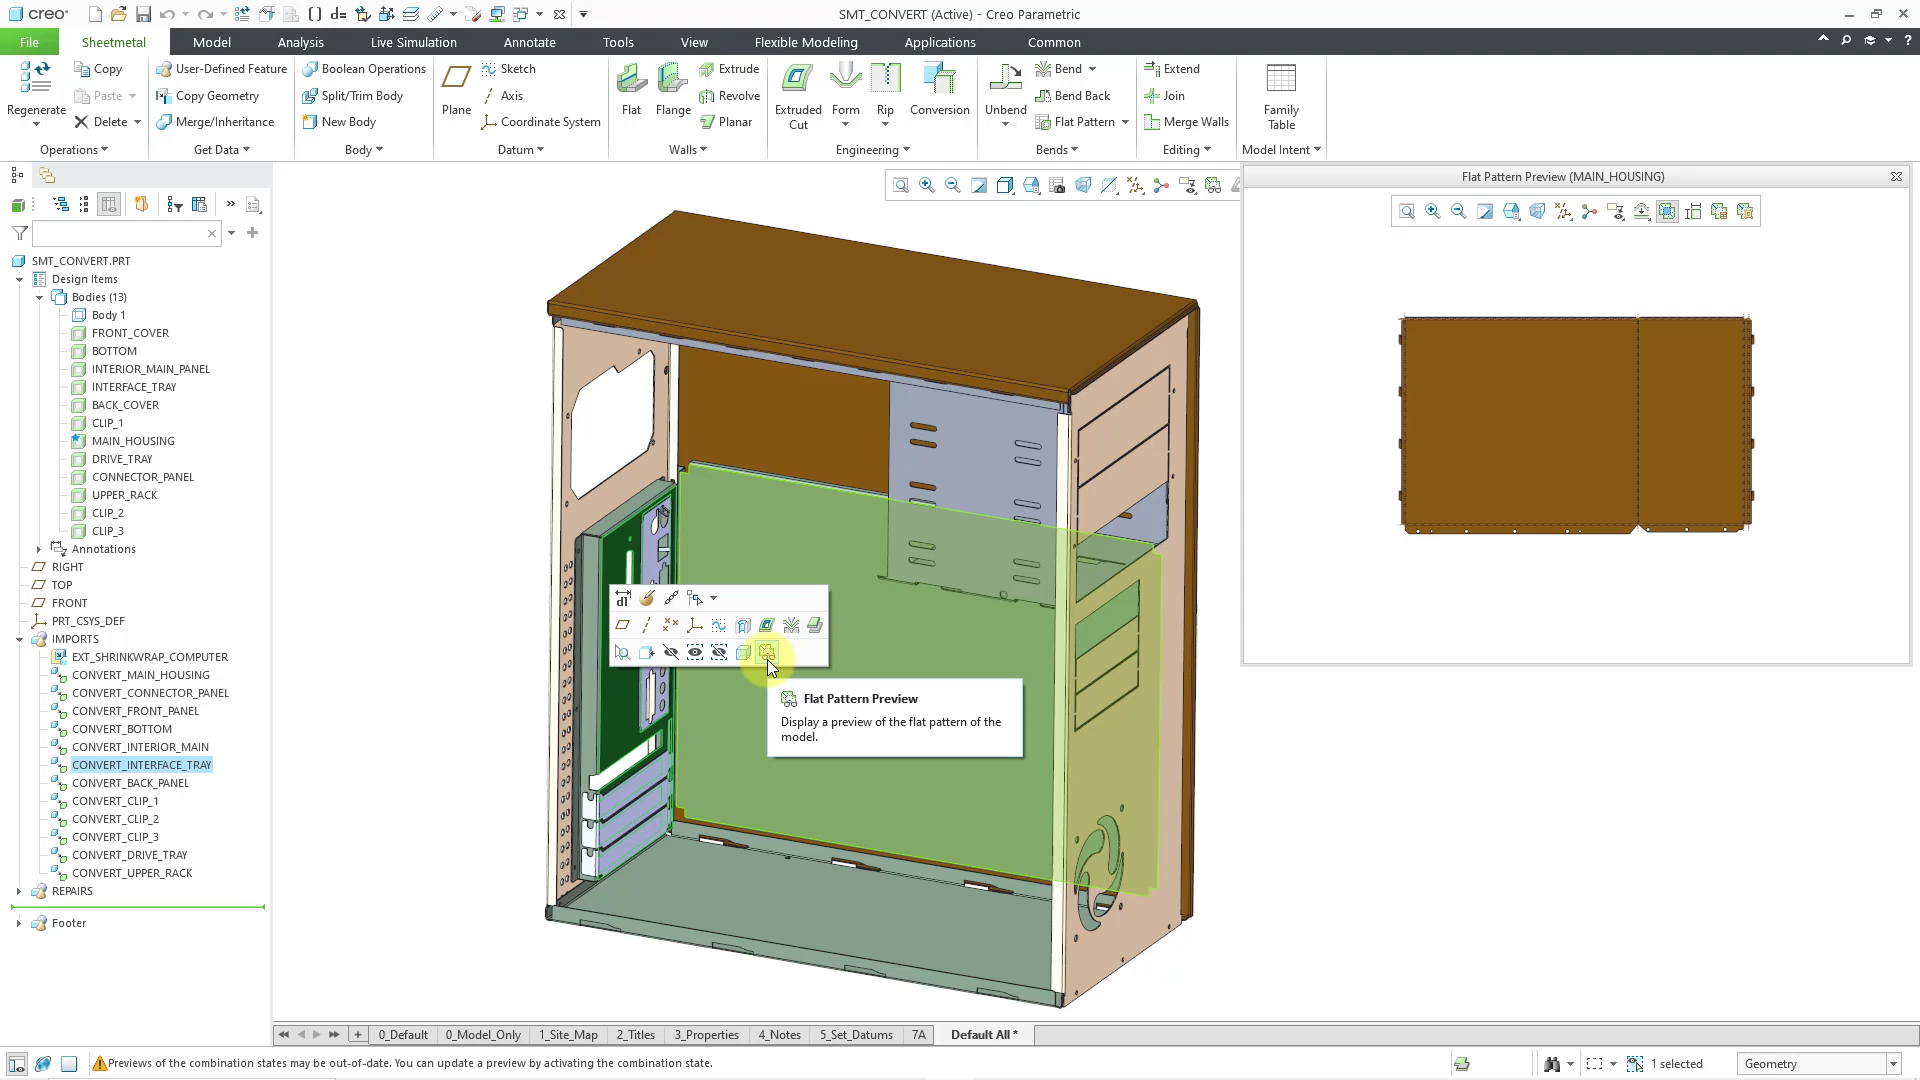 creo
SMT_CONVERT (Active) - Creo Parametric
File
Sheetmetal
Model
Analysis
Live Simulation
Annotate
Tools
View
Flexible Modeling
Applications
Common
Regenerate
Copy
Paste
Delete
Operations
User-Defined Feature
Copy Geometry
Merge/Inheritance
Get Data
Boolean Operations
Split/Trim Body
New Body
Body
Plane
Sketch
Axis
Coordinate System
Datum
Flat
Flange
Extrude
Revolve
Planar
Walls
Extruded
Cut
Form
Rip
Conversion
Engineering
Unbend
Bend
Bend Back
Flat Pattern
Bends
Extend
Join
Merge Walls
Editing
Family
Table
Model Intent
SMT_CONVERT.PRT
Design Items
Bodies (13)
Body 1
FRONT_COVER
BOTTOM
INTERIOR_MAIN_PANEL
INTERFACE_TRAY
BACK_COVER
CLIP_1
MAIN_HOUSING
DRIVE_TRAY
CONNECTOR_PANEL
UPPER_RACK
CLIP_2
CLIP_3
Annotations
RIGHT
TOP
FRONT
PRT_CSYS_DEF
IMPORTS
EXT_SHRINKWRAP_COMPUTER
CONVERT_MAIN_HOUSING
CONVERT_CONNECTOR_PANEL
CONVERT_FRONT_PANEL
CONVERT_BOTTOM
CONVERT_INTERIOR_MAIN
CONVERT_INTERFACE_TRAY
CONVERT_BACK_PANEL
CONVERT_CLIP_1
CONVERT_CLIP_2
CONVERT_CLIP_3
CONVERT_DRIVE_TRAY
CONVERT_UPPER_RACK
REPAIRS
Footer
Flat Pattern Preview (MAIN_HOUSING)
Flat Pattern Preview
Display a preview of the flat pattern of the
model.
0_Default
0_Model_Only
1_Site_Map
2_Titles
3_Properties
4_Notes
5_Set_Datums
7A
Default All *
Previews of the combination states may be out-of-date. You can update a preview by activating the combination state.
1 selected
Geometry